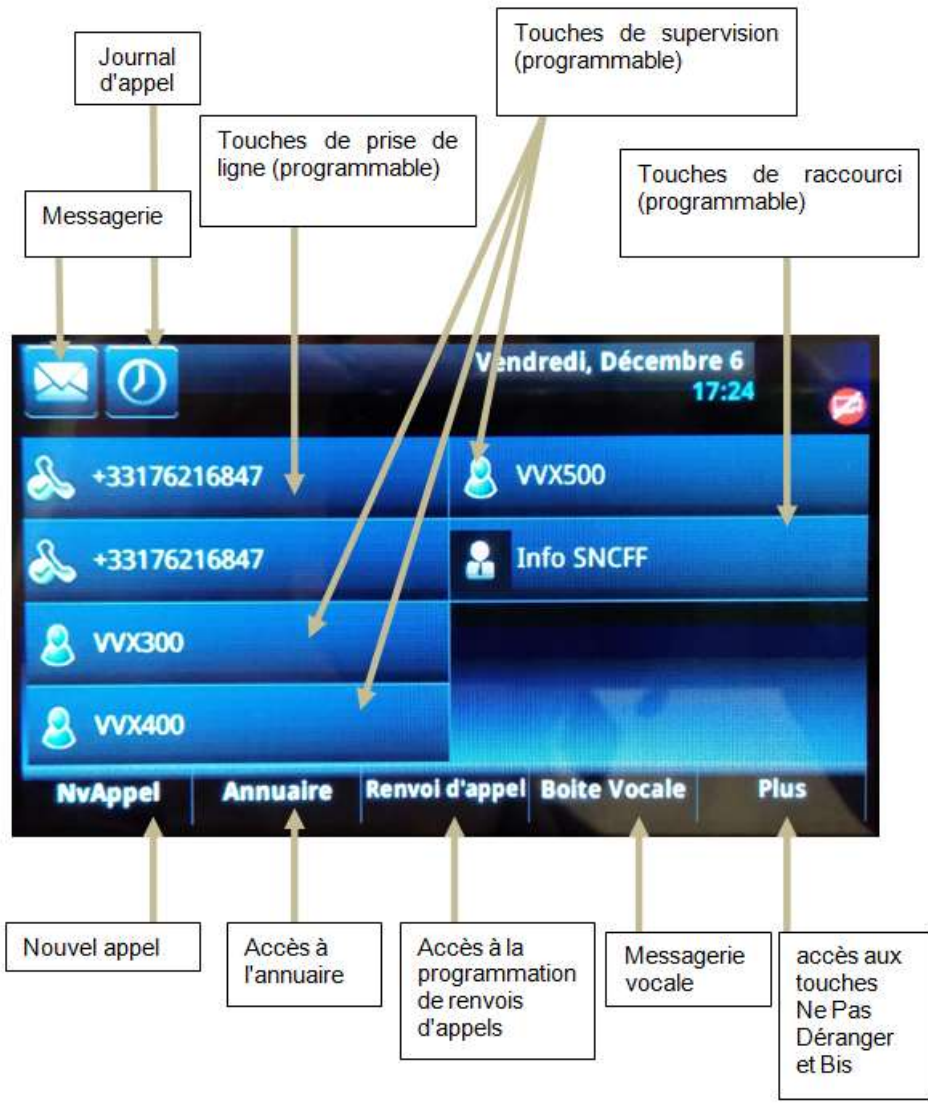 Touches de supervision
(programmable)
Journal
d'appel
Touches de prise de
ligne (programmable)
Touches de raccourci
(programmable)
Messagerie
Vendredi, Décembre 6
17:24
+33176216847
VVX500
+33176216847
Info SNCFF
VVX300
VVX400
NvAppel
Annuaire
Renvoi d'appel
Boite Vocale
Plus
Nouvel appel
Accès à
l'annuaire
Accès à la
programmation
de renvois
d'appels
Messagerie
vocale
accès aux
touches
Ne Pas
Déranger
et Bis